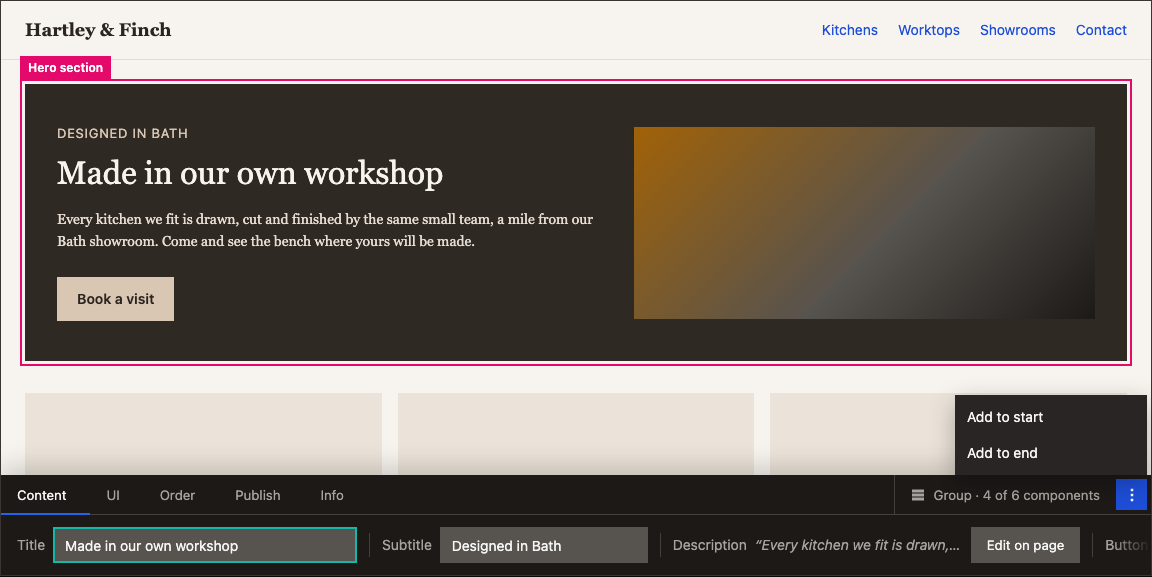 Hartley & Finch
Kitchens Worktops Showrooms Contact
Hero section
DESIGNED IN BATH
Made in our own workshop
Every kitchen we fit is drawn, cut and finished by the same small team, a mile from our
Bath showroom. Come and see the bench where yours will be made.
Book a visit
Add to start
Add to end
Content UI Order Publish Info
Group · 4 of 6 components
Title Made in our own workshop Subtitle Designed in Bath Description “Every kitchen we fit is drawn,... Edit on page Button